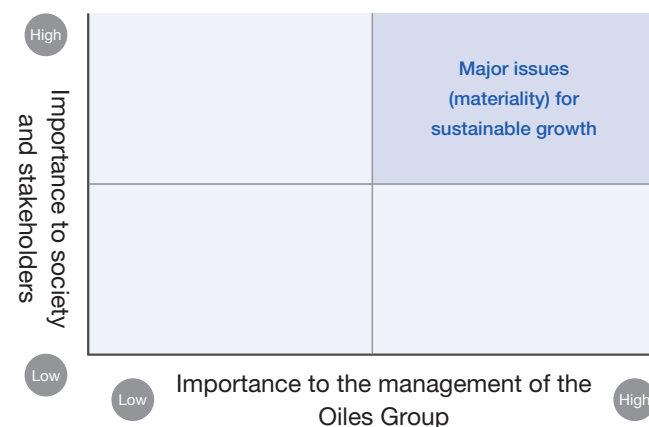 High
Major issues
(materiality) for
sustainable growth
Importance to society
and stakeholders
Low
Low
Importance to the management of the
Oiles Group
High